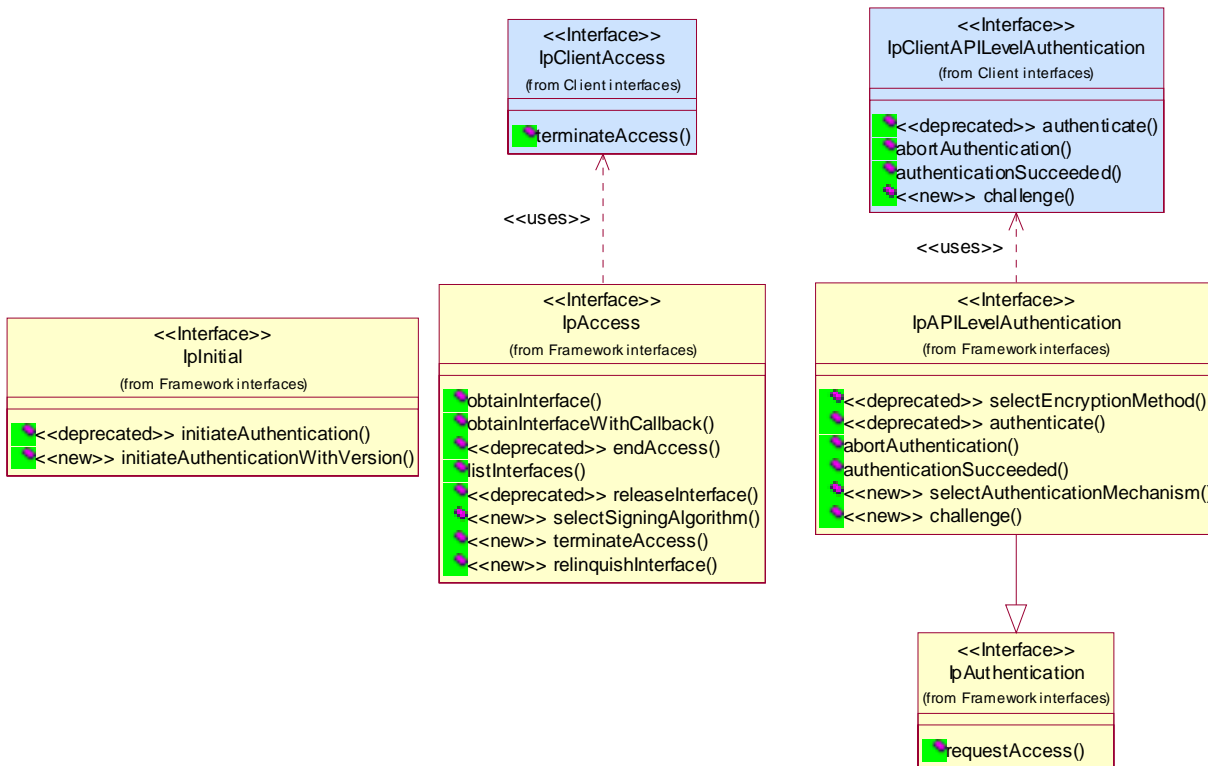 <<Interface>>
IpClientAccess
(from Client interfaces)
terminateAccess()
<<Interface>>
IpClientAPILevelAuthentication
(from Client interfaces)
<<deprecated>> authenticate()
abortAuthentication()
authenticationSucceeded()
<<new>> challenge()
<<uses>>
<<uses>>
<<Interface>>
IpInitial
(from Framework interfaces)
<<deprecated>> initiateAuthentication()
<<new>> initiateAuthenticationWithVersion()
<<Interface>>
IpAccess
(from Framework interfaces)
obtainInterface()
obtainInterfaceWithCallback()
<<deprecated>> endAccess()
listInterfaces()
<<deprecated>> releaseInterface()
<<new>> selectSigningAlgorithm()
<<new>> terminateAccess()
<<new>> relinquishInterface()
<<Interface>>
IpAPILevelAuthentication
(from Framework interfaces)
<<deprecated>> selectEncryptionMethod()
<<deprecated>> authenticate()
abortAuthentication()
authenticationSucceeded()
<<new>> selectAuthenticationMechanism()
<<new>> challenge()
<<Interface>>
IpAuthentication
(from Framework interfaces)
requestAccess()